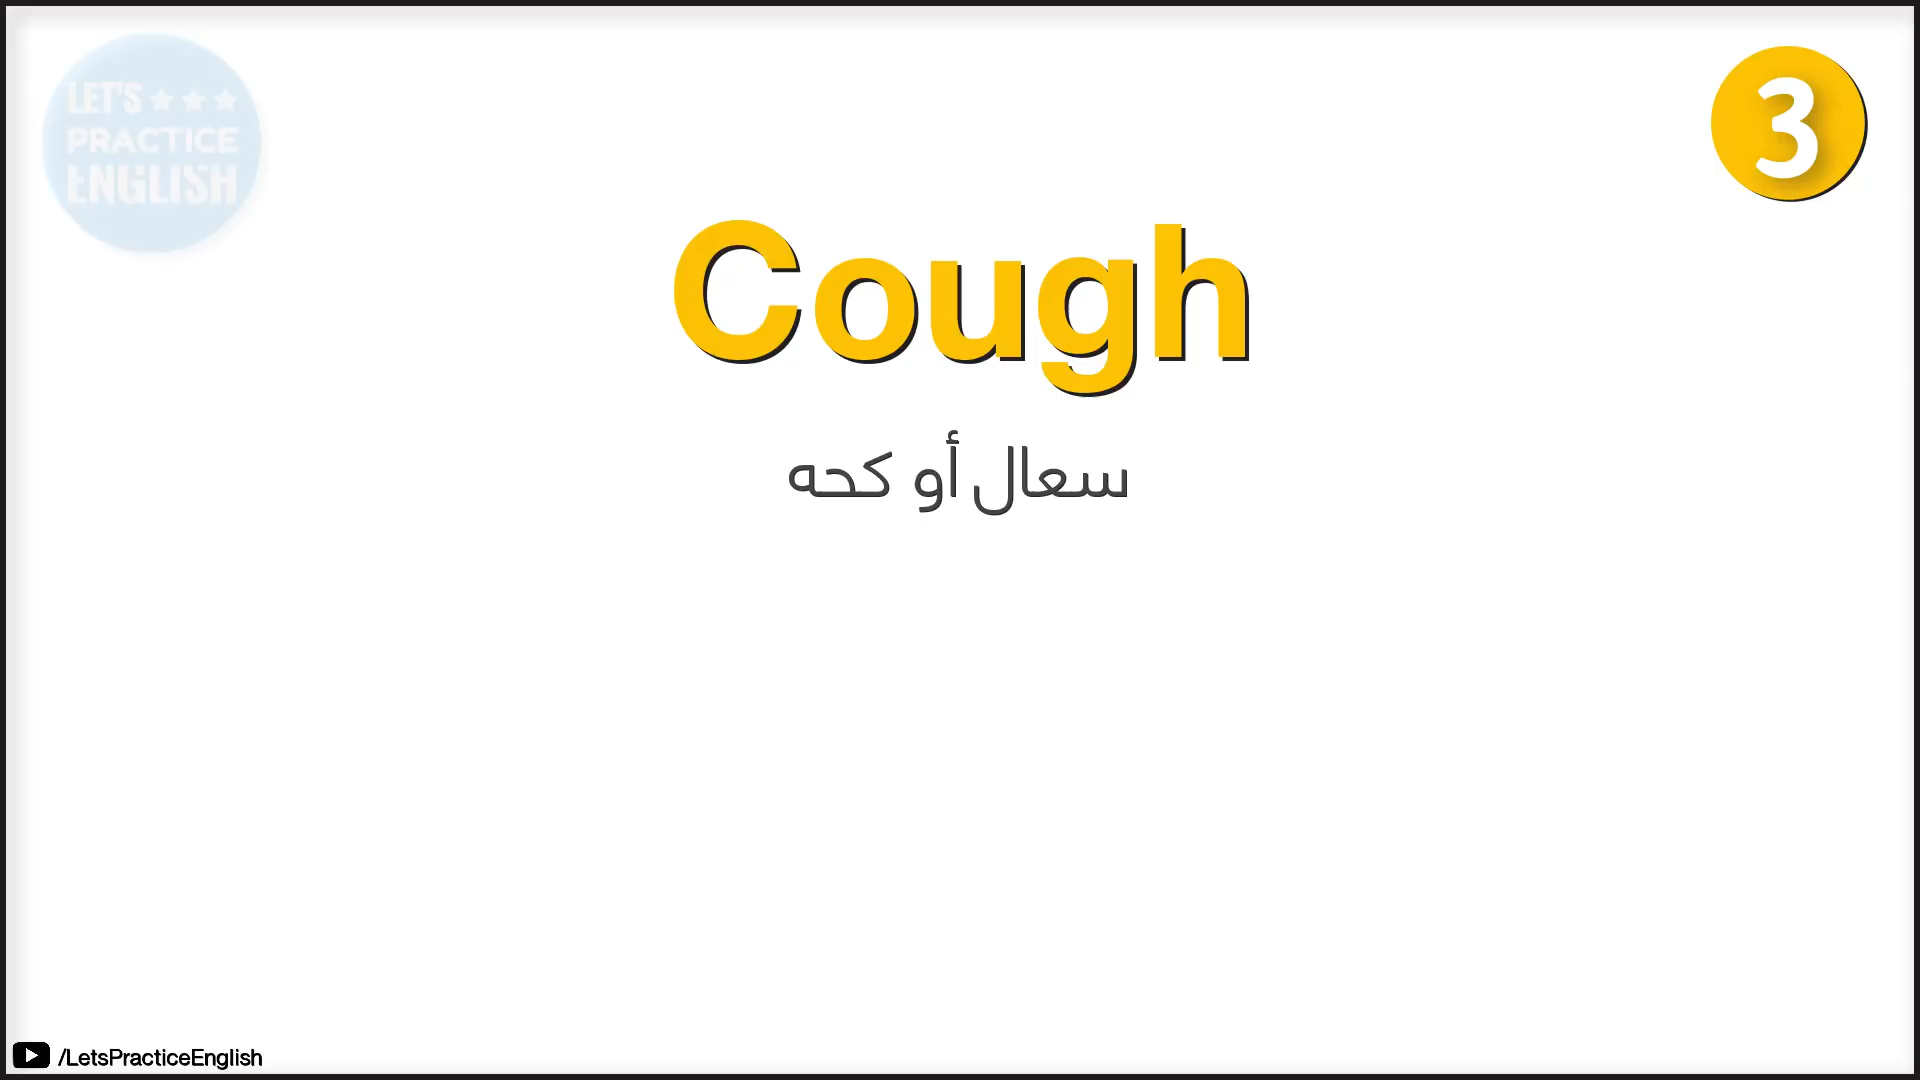 LET'S
PRACTICE
ENGLISH
3
Cough
سعال أو كحه
/LetsPracticeEnglish